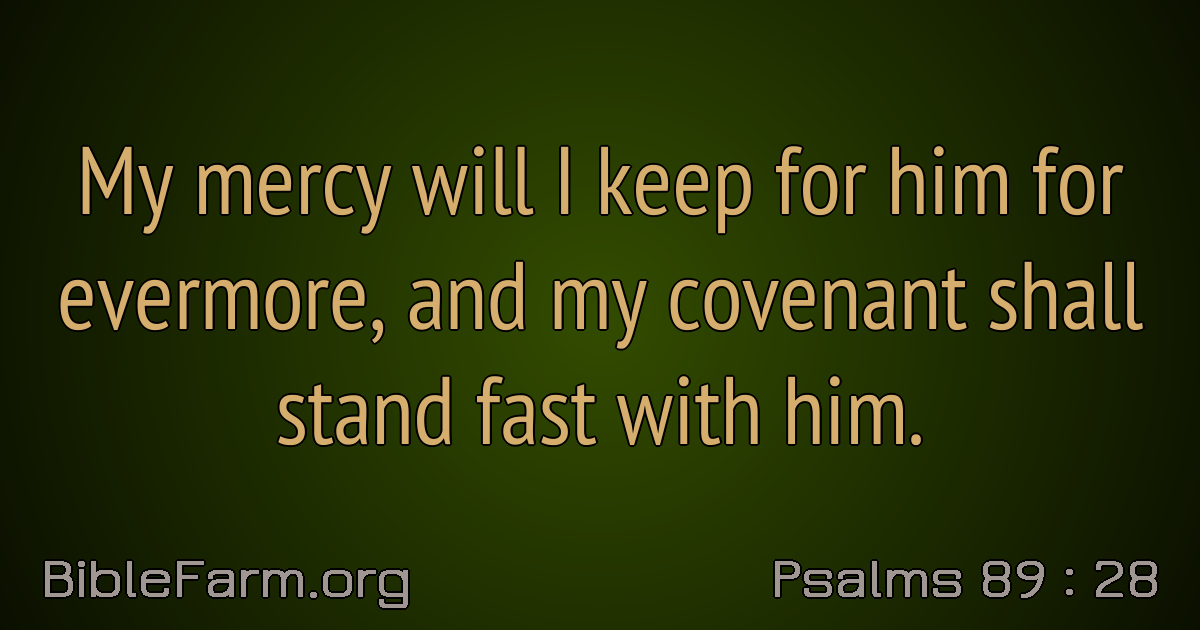 My mercy will I keep for him for
evermore, and my covenant shall
stand fast with him.
BibleFarm.org
Psalms 89 : 28